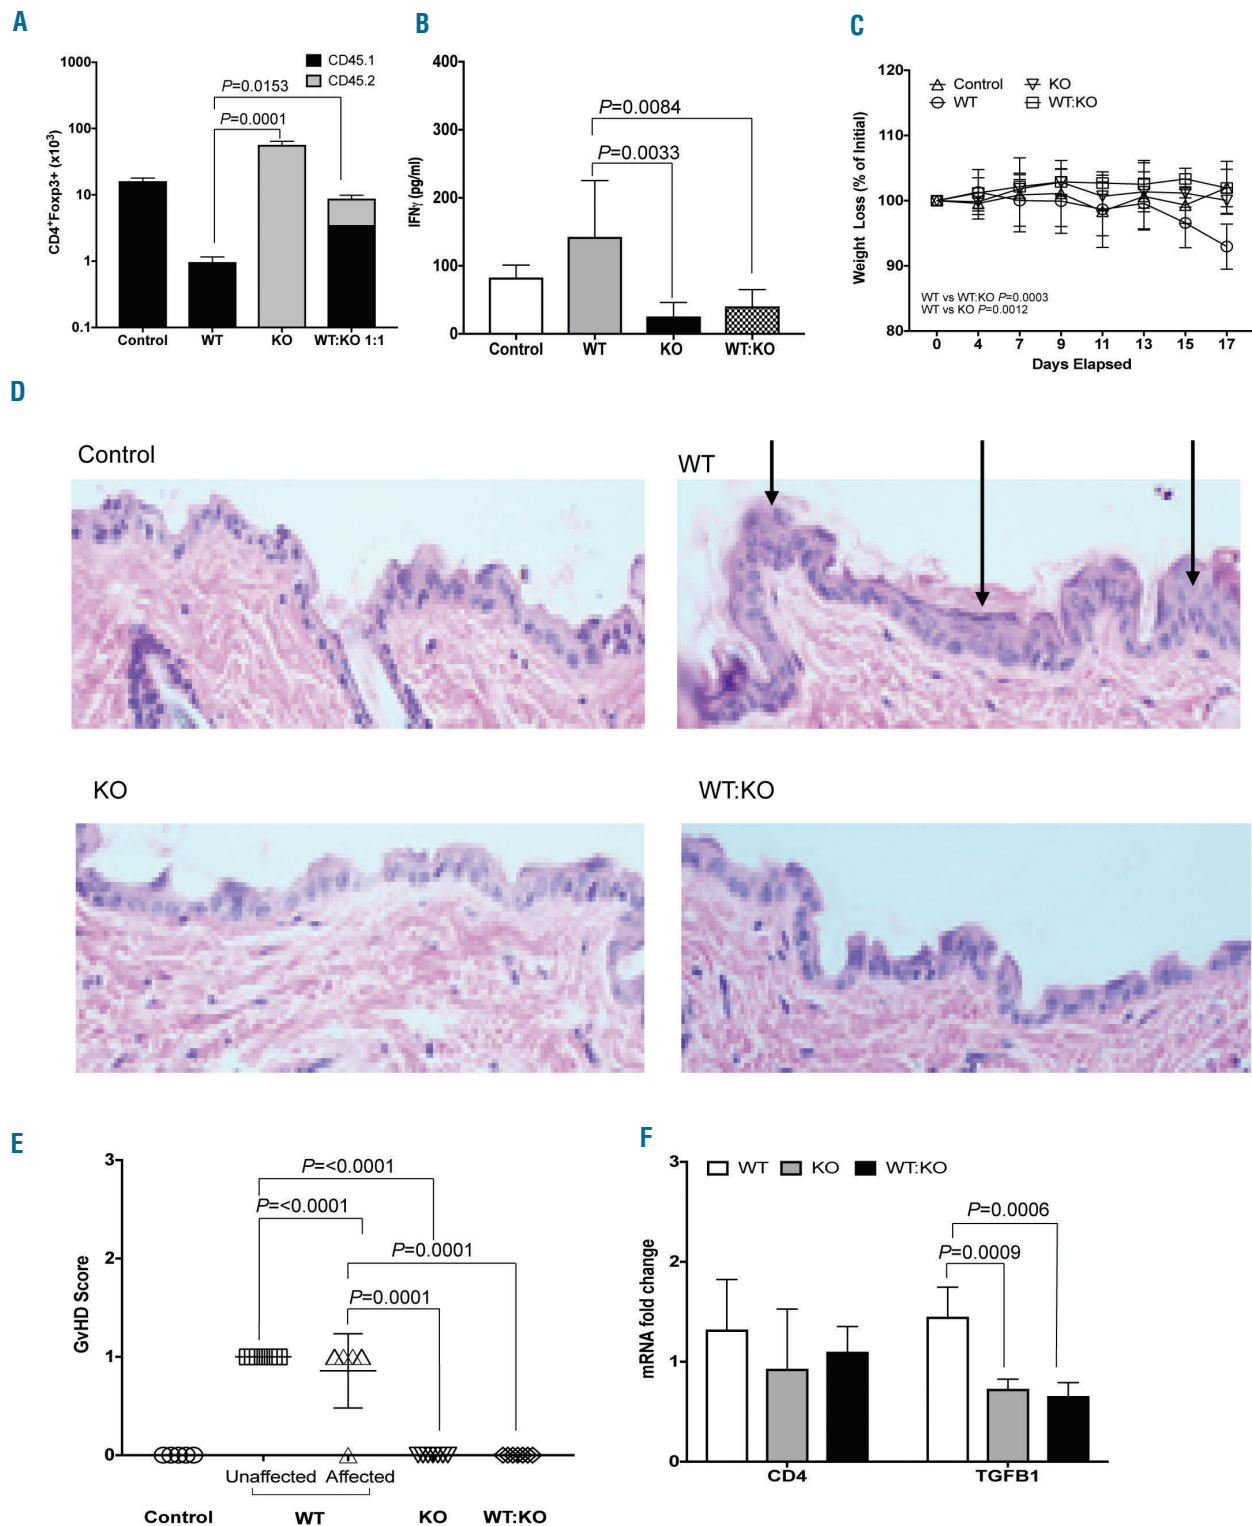 A
CD45.1
CD45.2
CD4+Foxp3+ (x10³)
1000
100
10
1
0.1
P=0.0153
P=0.0001
Control WT KO WT:KO 1:1
B
IFNγ (pg/ml)
400
300
200
100
0
P=0.0084
P=0.0033
Control WT KO WT:KO
C
Weight Loss (% of Initial)
120
110
100
90
80
Control KO
WT WT:KO
WT vs WT:KO P=0.0003
WT vs KO P=0.0012
0 4 7 9 11 13 15 17
Days Elapsed
D
Control
WT
KO
WT:KO
E
GvHD Score
3
2
1
0
P=<0.0001
P=<0.0001
P=0.0001
P=0.0001
Unaffected Affected
Control WT KO WT:KO
F
mRNA fold change
3
2
1
0
WT KO WT:KO
P=0.0006
P=0.0009
CD4 TGFB1